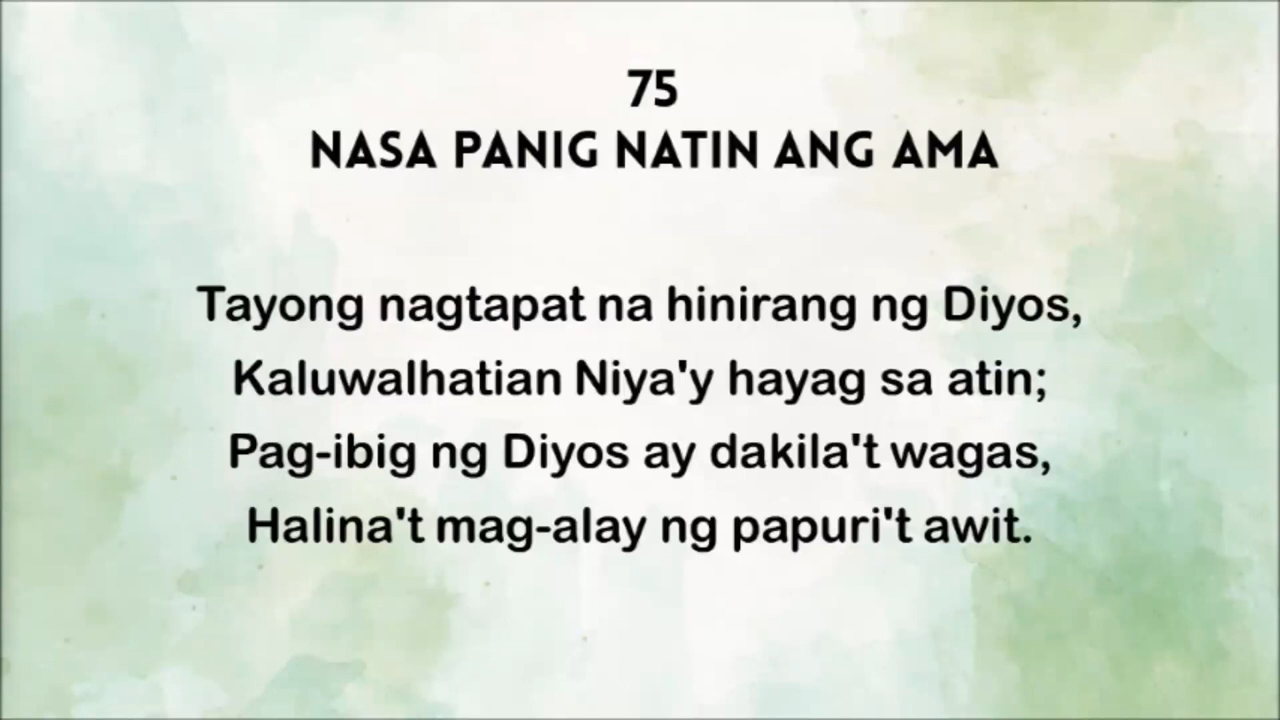 75
NASA PANIG NATIN ANG AMA
Tayong nagtapat na hinirang ng Diyos,
Kaluwalhatian Niya'y hayag sa atin;
Pag-ibig ng Diyos ay dakila't wagas,
Halina't mag-alay ng papuri't awit.